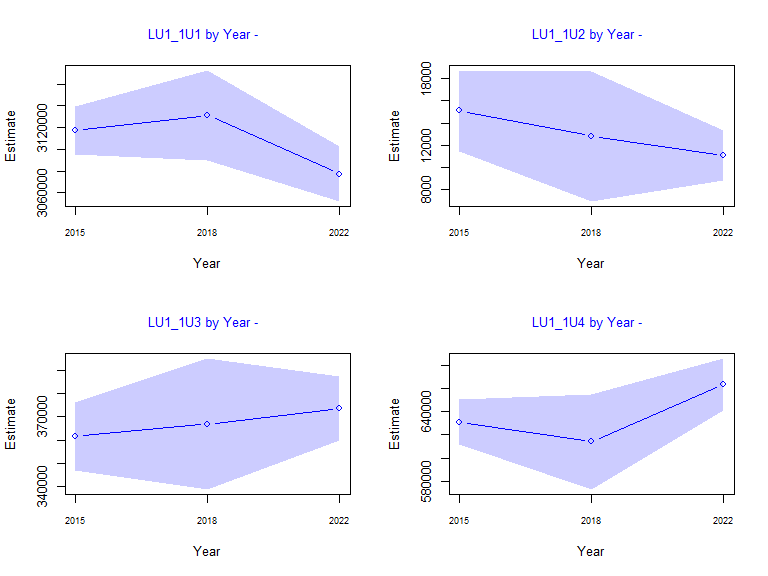 LU1_1U1 by Year -
Estimate
3060000
3120000
2015
2018
2022
Year
LU1_1U2 by Year -
Estimate
8000
12000
18000
2015
2018
2022
Year
LU1_1U3 by Year -
Estimate
340000
370000
2015
2018
2022
Year
LU1_1U4 by Year -
Estimate
580000
640000
2015
2018
2022
Year